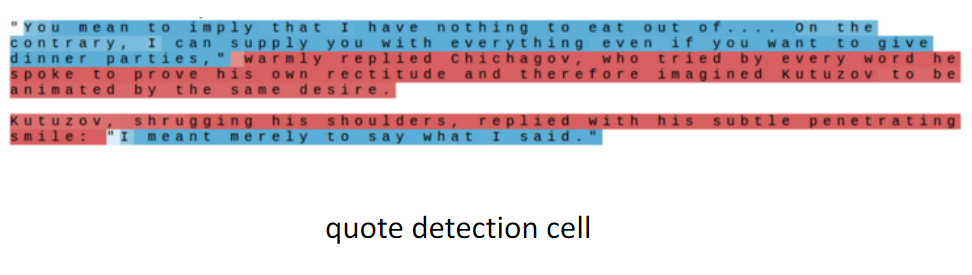 "You mean to imply that I have nothing to eat out of.... On the
contrary, I can supply you with everything even if you want to give
dinner parties," warmly replied Chichagov, who tried by every word he
spoke to prove his own rectitude and therefore imagined Kutuzov to be
animated by the same desire.
Kutuzov, shrugging his shoulders, replied with his subtle penetrating
smile: "I meant merely to say what I said."
quote detection cell